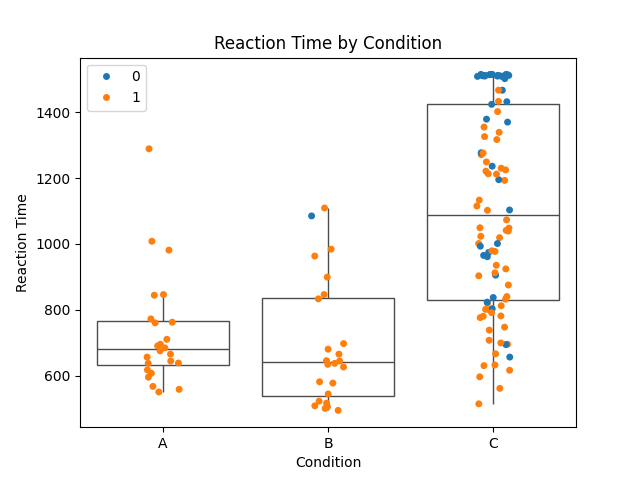 Reaction Time by Condition
0
1
1400
1200
1000
800
600
Reaction Time
A
B
C
Condition